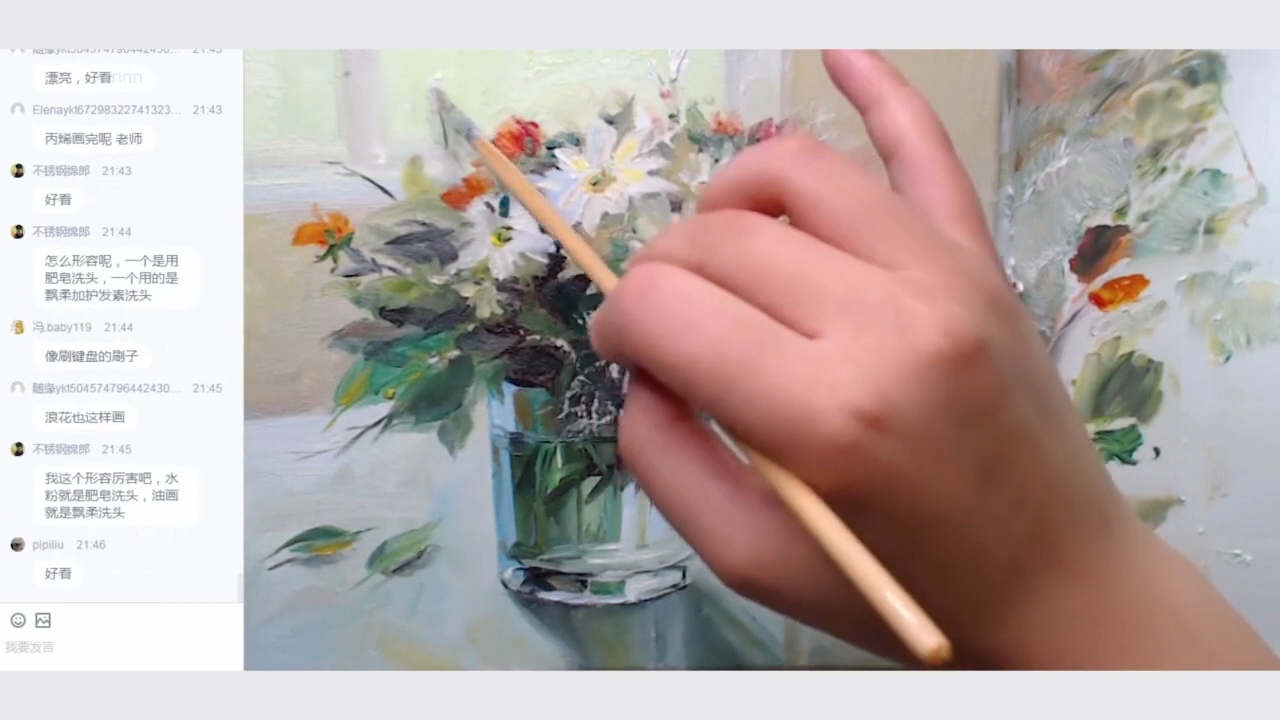 漂亮，好看
Elenaykt67298322741323... 21:43
丙烯画完呢 老师
不锈钢绵郎 21:43
好看
不锈钢绵郎 21:44
怎么形容呢，一个是用
肥皂洗头，一个用的是
飘柔加护发素洗头
冯.baby119 21:44
像刷键盘的刷子
随缘ykt504574796442430... 21:45
浪花也这样画
不锈钢绵郎 21:45
我这个形容厉害吧，水
粉就是肥皂洗头，油画
就是飘柔洗头
pipiliu 21:46
好看
我要发言